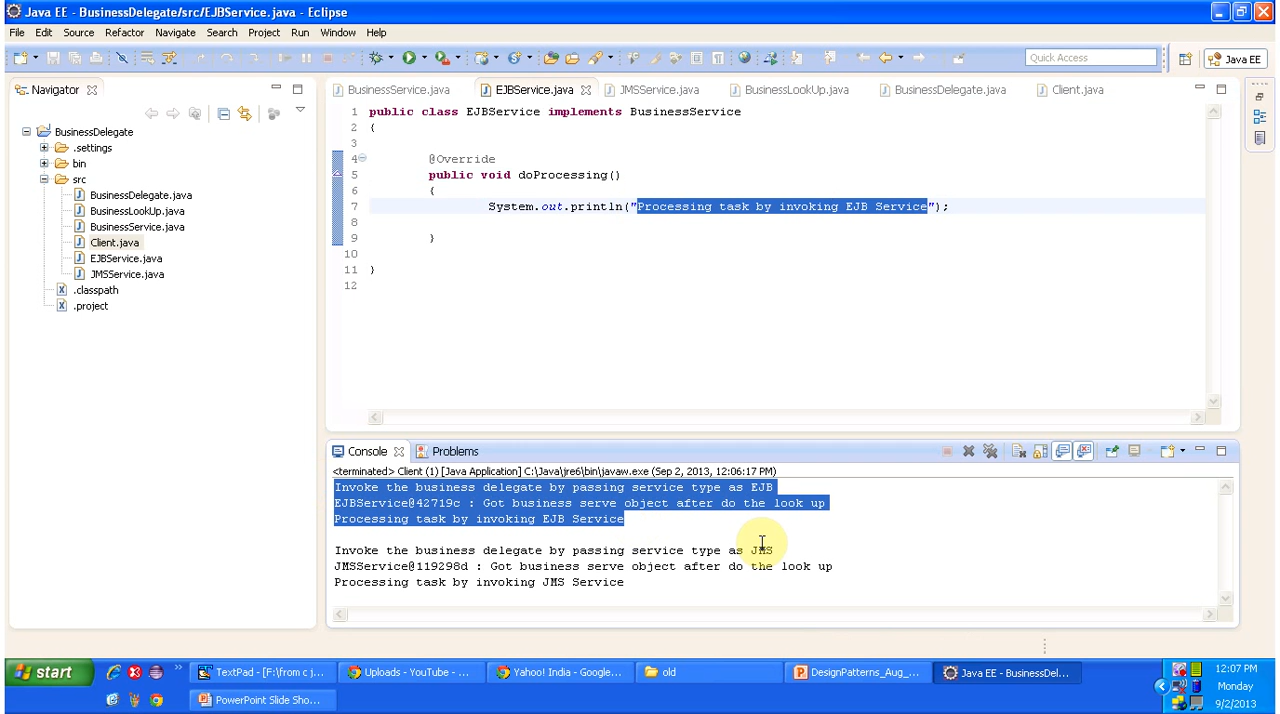 Java EE - BusinessDelegate/src/EJBService.java - Eclipse
File Edit Source Refactor Navigate Search Project Run Window Help
Quick Access
Java EE
Navigator
BusinessDelegate
.settings
bin
src
BusinessDelegate.java
BusinessLookUp.java
BusinessService.java
Client.java
EJBService.java
JMSService.java
.classpath
.project
BusinessService.java EJBService.java JMSService.java BusinessLookUp.java BusinessDelegate.java Client.java
1 public class EJBService implements BusinessService
2 {
3
4 @Override
5 public void doProcessing()
6 {
7 System.out.println("Processing task by invoking EJB Service");
8
9 }
10
11 }
12
Console Problems
<terminated> Client (1) [Java Application] C:\Java\jre6\bin\javaw.exe (Sep 2, 2013, 12:06:17 PM)
Invoke the business delegate by passing service type as EJB
EJBService@42719c : Got business serve object after do the look up
Processing task by invoking EJB Service
Invoke the business delegate by passing service type as JMS
JMSService@119298d : Got business serve object after do the look up
Processing task by invoking JMS Service
start
TextPad - [F:\from c j...
Uploads - YouTube - ...
Yahoo! India - Google...
old
DesignPatterns_Aug_...
Java EE - BusinessDel...
PowerPoint Slide Sho...
12:07 PM
Monday
9/2/2013